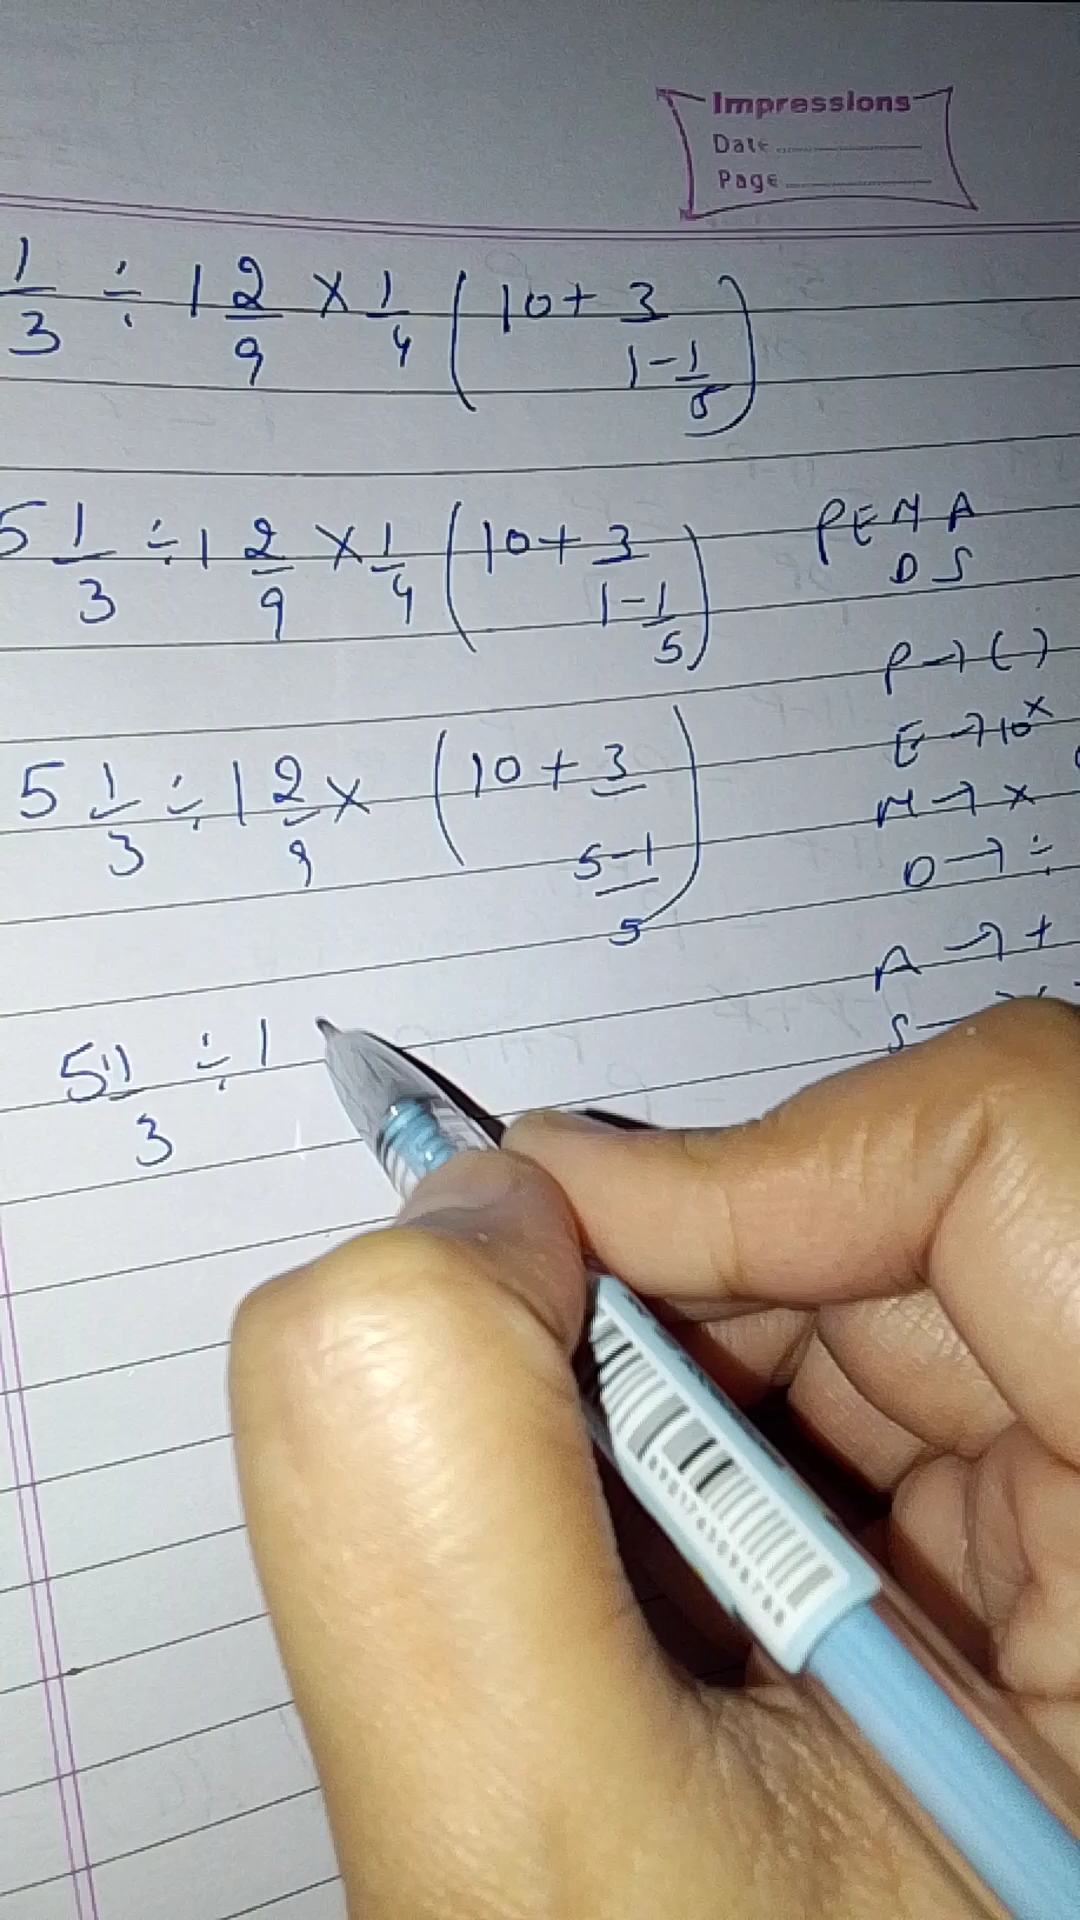 Impressions
Date
Page
1/3 ÷ 1 2/9 × 1/4 (10 + 3/(1 - 1/5))
5 1/3 ÷ 1 2/9 × 1/4 (10 + 3/(1 - 1/5))
PEMA
DS
P → ( )
E → 10^x
5 1/3 ÷ 1 2/9 × (10 + 3/((5-1)/5))
M → ×
D → ÷
A → +
S
5 1/3 ÷ 1